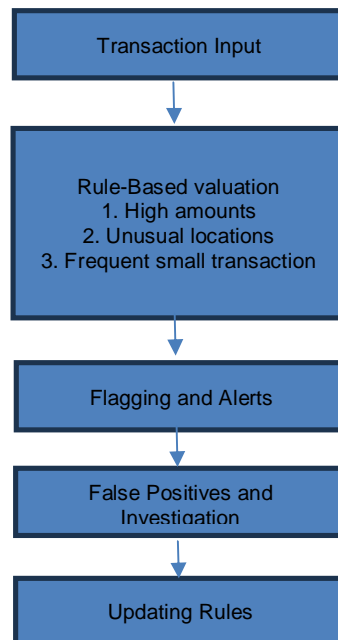 Transaction Input
Rule-Based valuation
1. High amounts
2. Unusual locations
3. Frequent small transaction
Flagging and Alerts
False Positives and
Investigation
Updating Rules